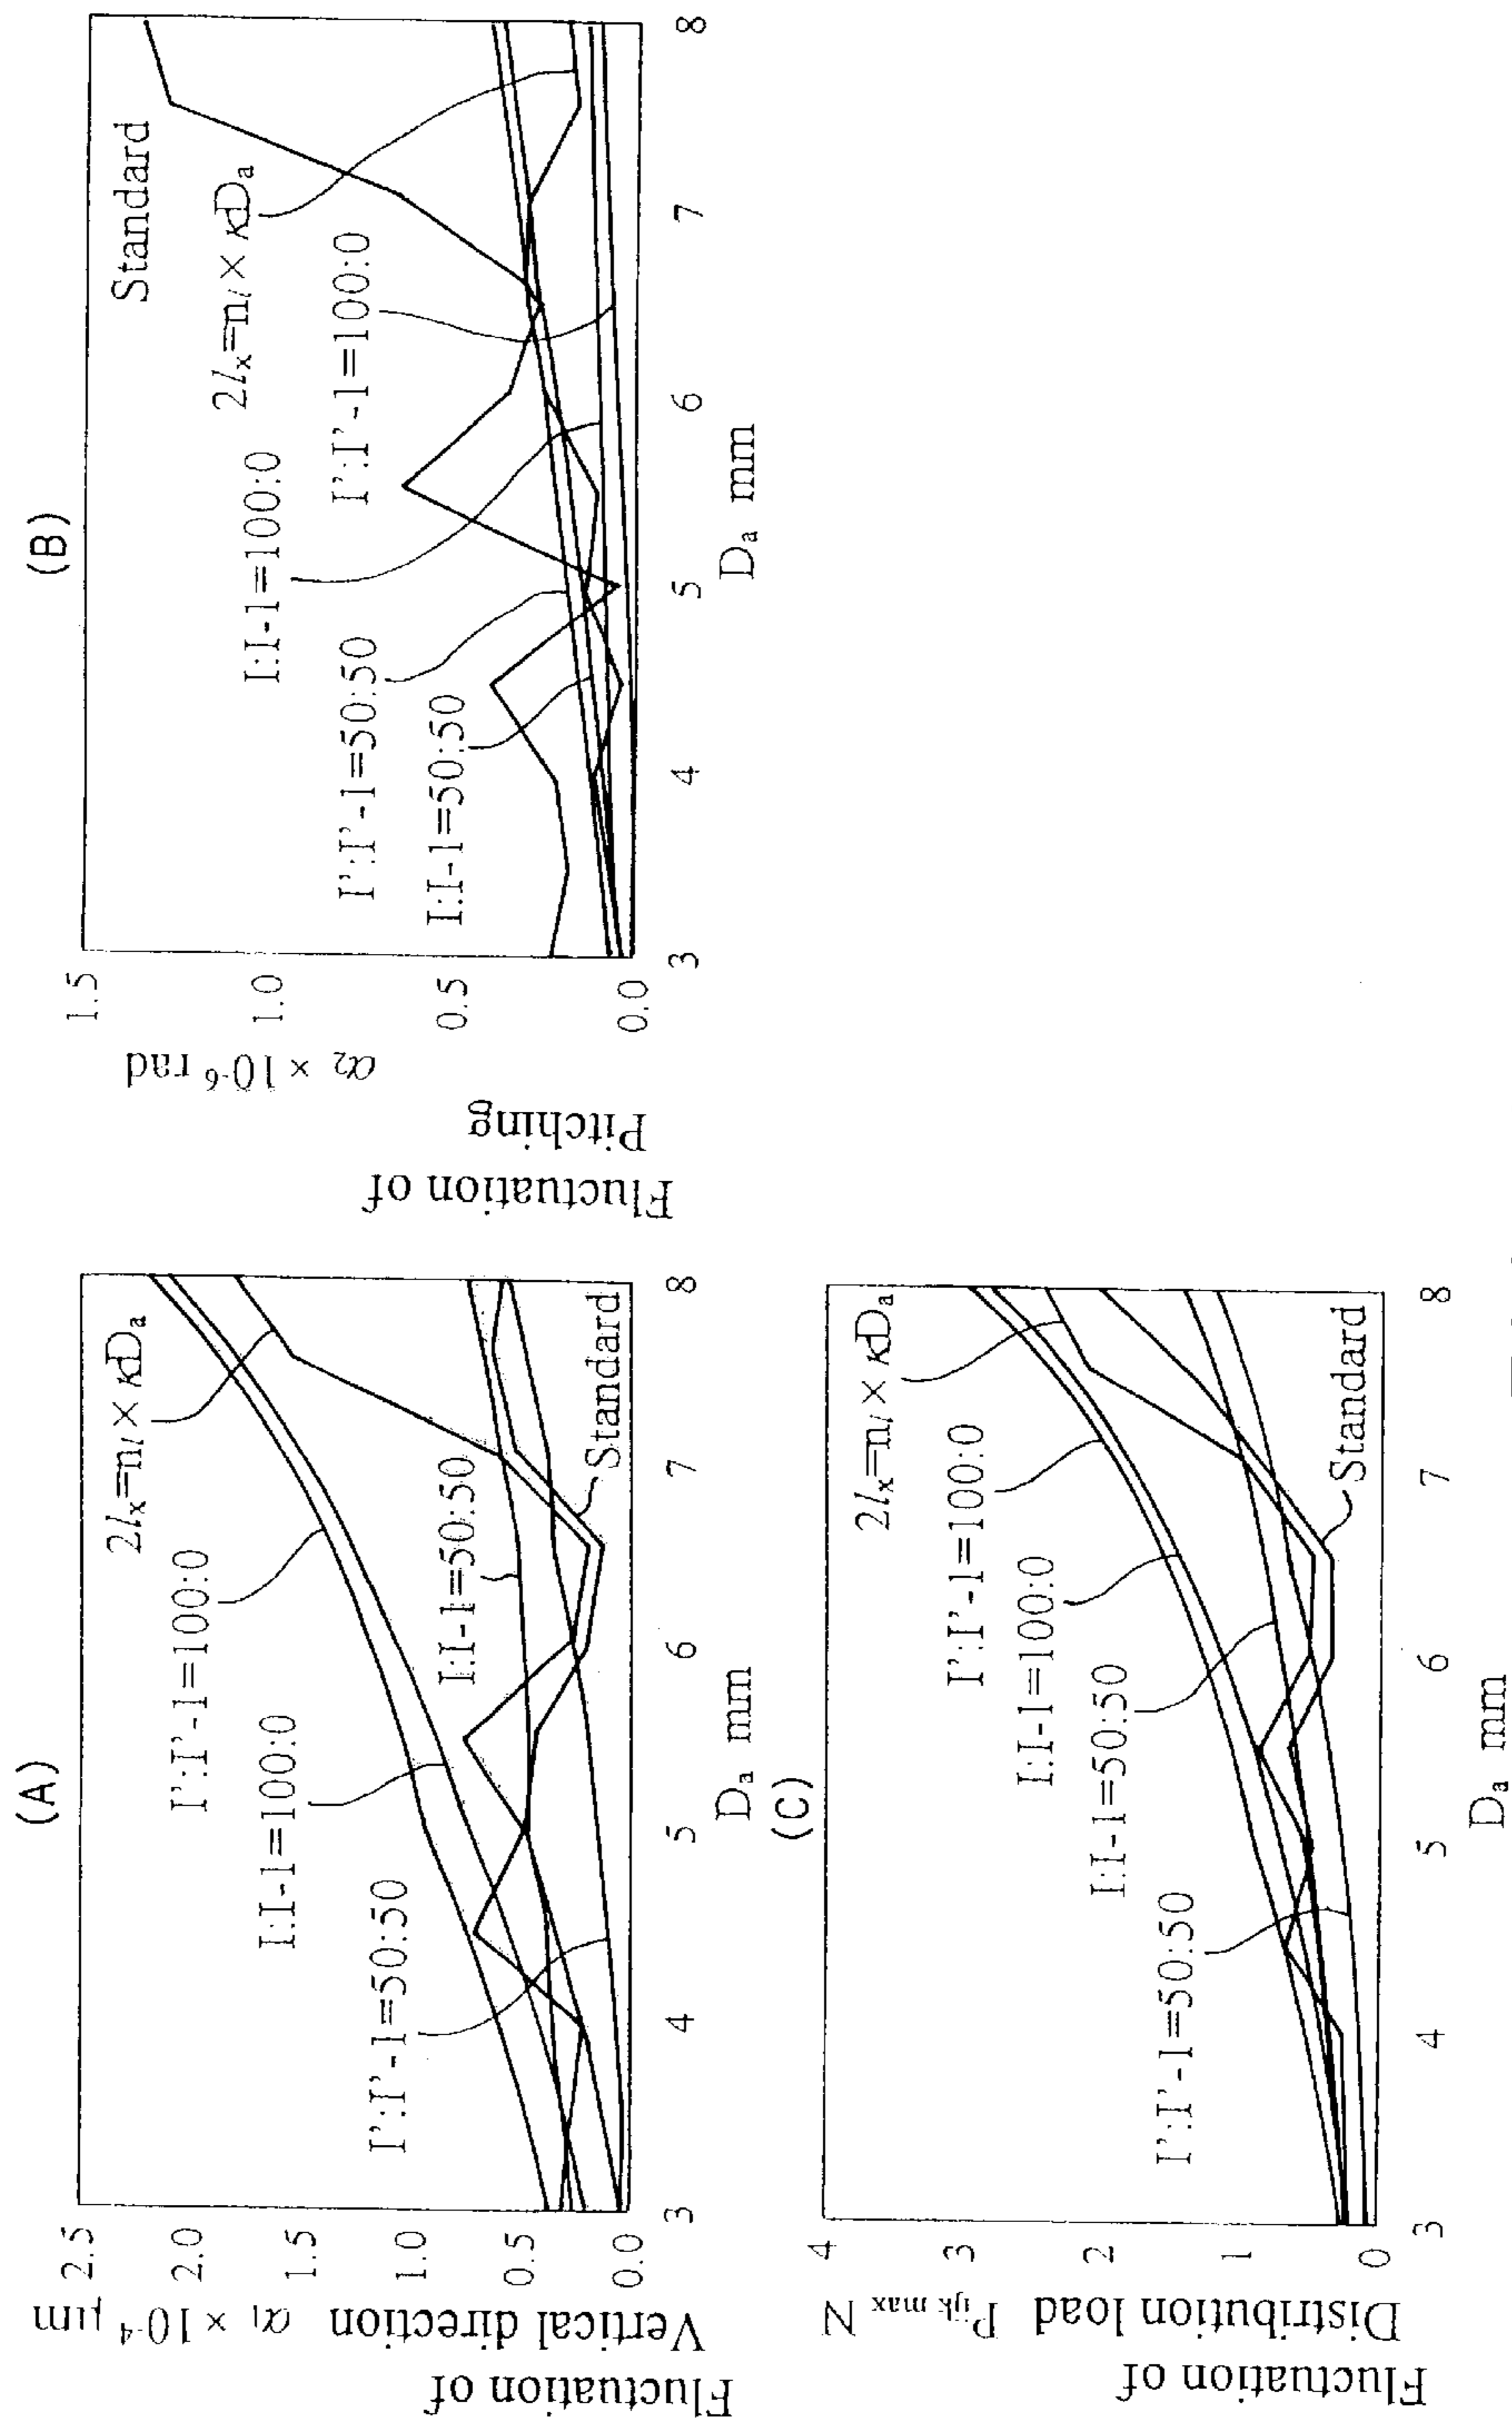 (A)
Fluctuation of
Vertical direction α₁ × 10⁻⁴ μm
2.5
2.0
1.5
1.0
0.5
0.0
2lₓ=nₗ × κDₐ
I':I'-1=100:0
I:I-1=100:0
I':I'-1=50:50
I:I-1=50:50
Standard
3 4 5 6 7 8
Dₐ mm
(B)
Fluctuation of
Pitching
α₂ × 10⁻⁶ rad
1.5
1.0
0.5
0.0
Standard
2lₓ=nₗ × κDₐ
I':I'-1=100:0
I:I-1=100:0
I':I'-1=50:50
I:I-1=50:50
3 4 5 6 7 8
Dₐ mm
(C)
Fluctuation of
Distribution load P_ijk max N
4
3
2
1
0
2lₓ=nₗ × κDₐ
I':I'-1=100:0
I:I-1=100:0
I:I-1=50:50
I':I'-1=50:50
Standard
3 4 5 6 7 8
Dₐ mm